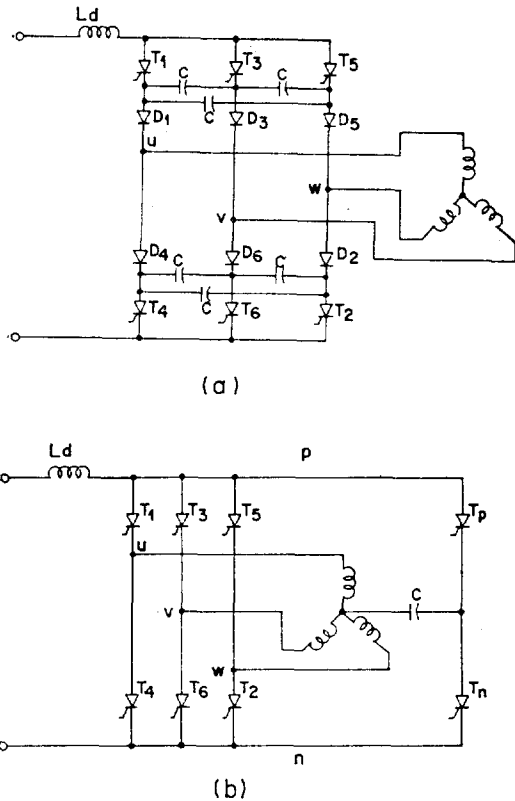 Ld
T1 T3 T5
C C
C
D1 D3 D5
u
w
v
D4 D6 D2
C C
C
T4 T6 T2
(a)
Ld p
T1 T3 T5 Tp
u
C
v
w
T4 T6 T2 Tn
n
(b)